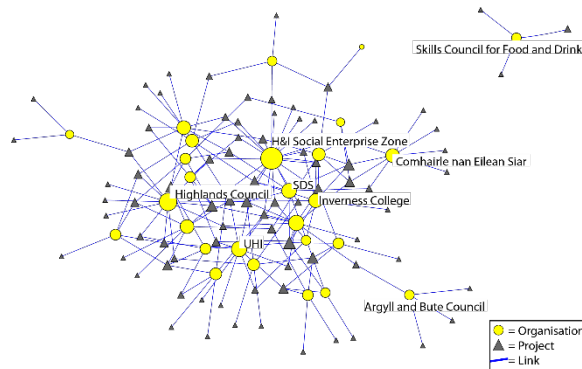 Skills Council for Food and Drink
H&I Social Enterprise Zone
Comhairle nan Eilean Siar
SDS
Highlands Council
Inverness College
UHI
Argyll and Bute Council
= Organisation
= Project
= Link